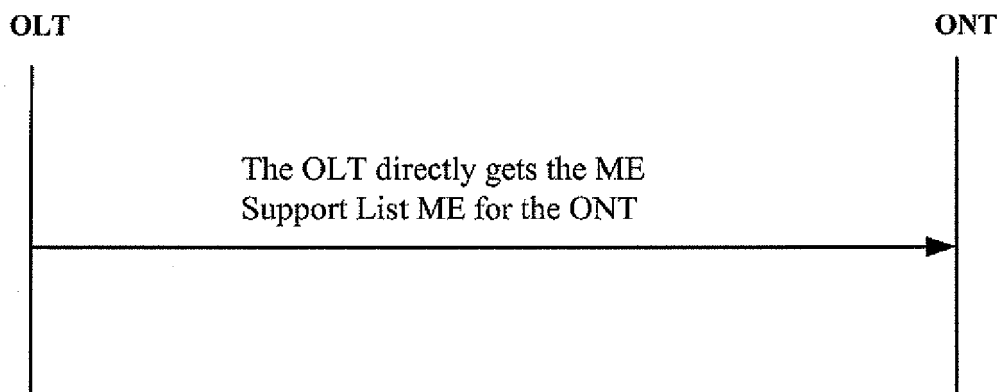 OLT
ONT
The OLT directly gets the ME
Support List ME for the ONT